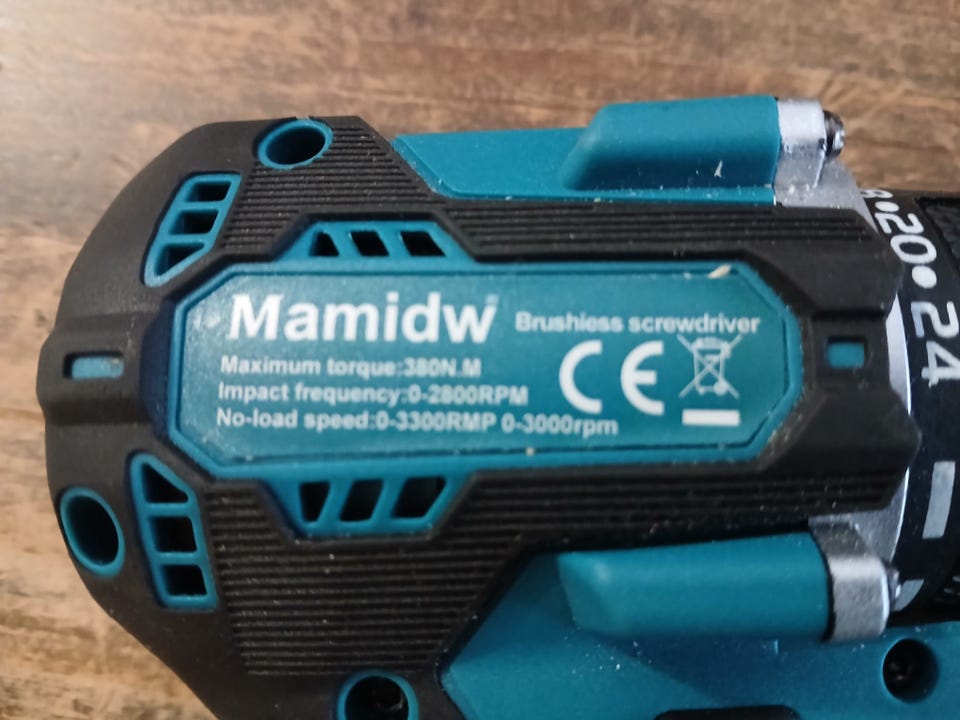 Mamidw
Brushless screwdriver
Maximum torque:380N.M
Impact frequency:0-2800RPM
No-load speed:0-3300RMP 0-3000rpm
CE
8•20•24